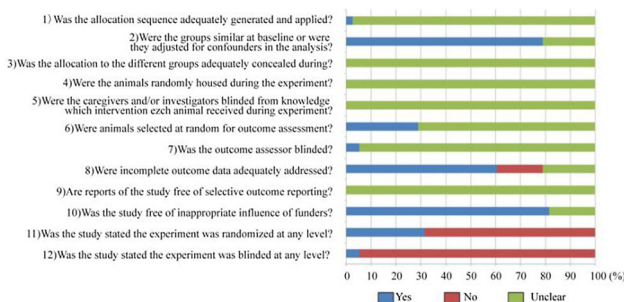 1) Was the allocation sequence adequately generated and applied?
2)Were the groups similar at baseline or were
they adjusted for confounders in the analysis?
3)Was the allocation to the different groups adequately concealed during?
4)Were the animals randomly housed during the experiment?
5)Were the caregivers and/or investigators blinded from knowledge
which intervention ezch animal received during experiment?
6)Were animals selected at random for outcome assessment?
7)Was the outcome assessor blinded?
8)Were incomplete outcome data adequately addressed?
9)Are reports of the study free of selective outcome reporting?
10)Was the study free of inappropriate influence of funders?
11)Was the study stated the experiment was randomized at any level?
12)Was the study stated the experiment was blinded at any level?
0 10 20 30 40 50 60 70 80 90 100 (%)
Yes No Unclear